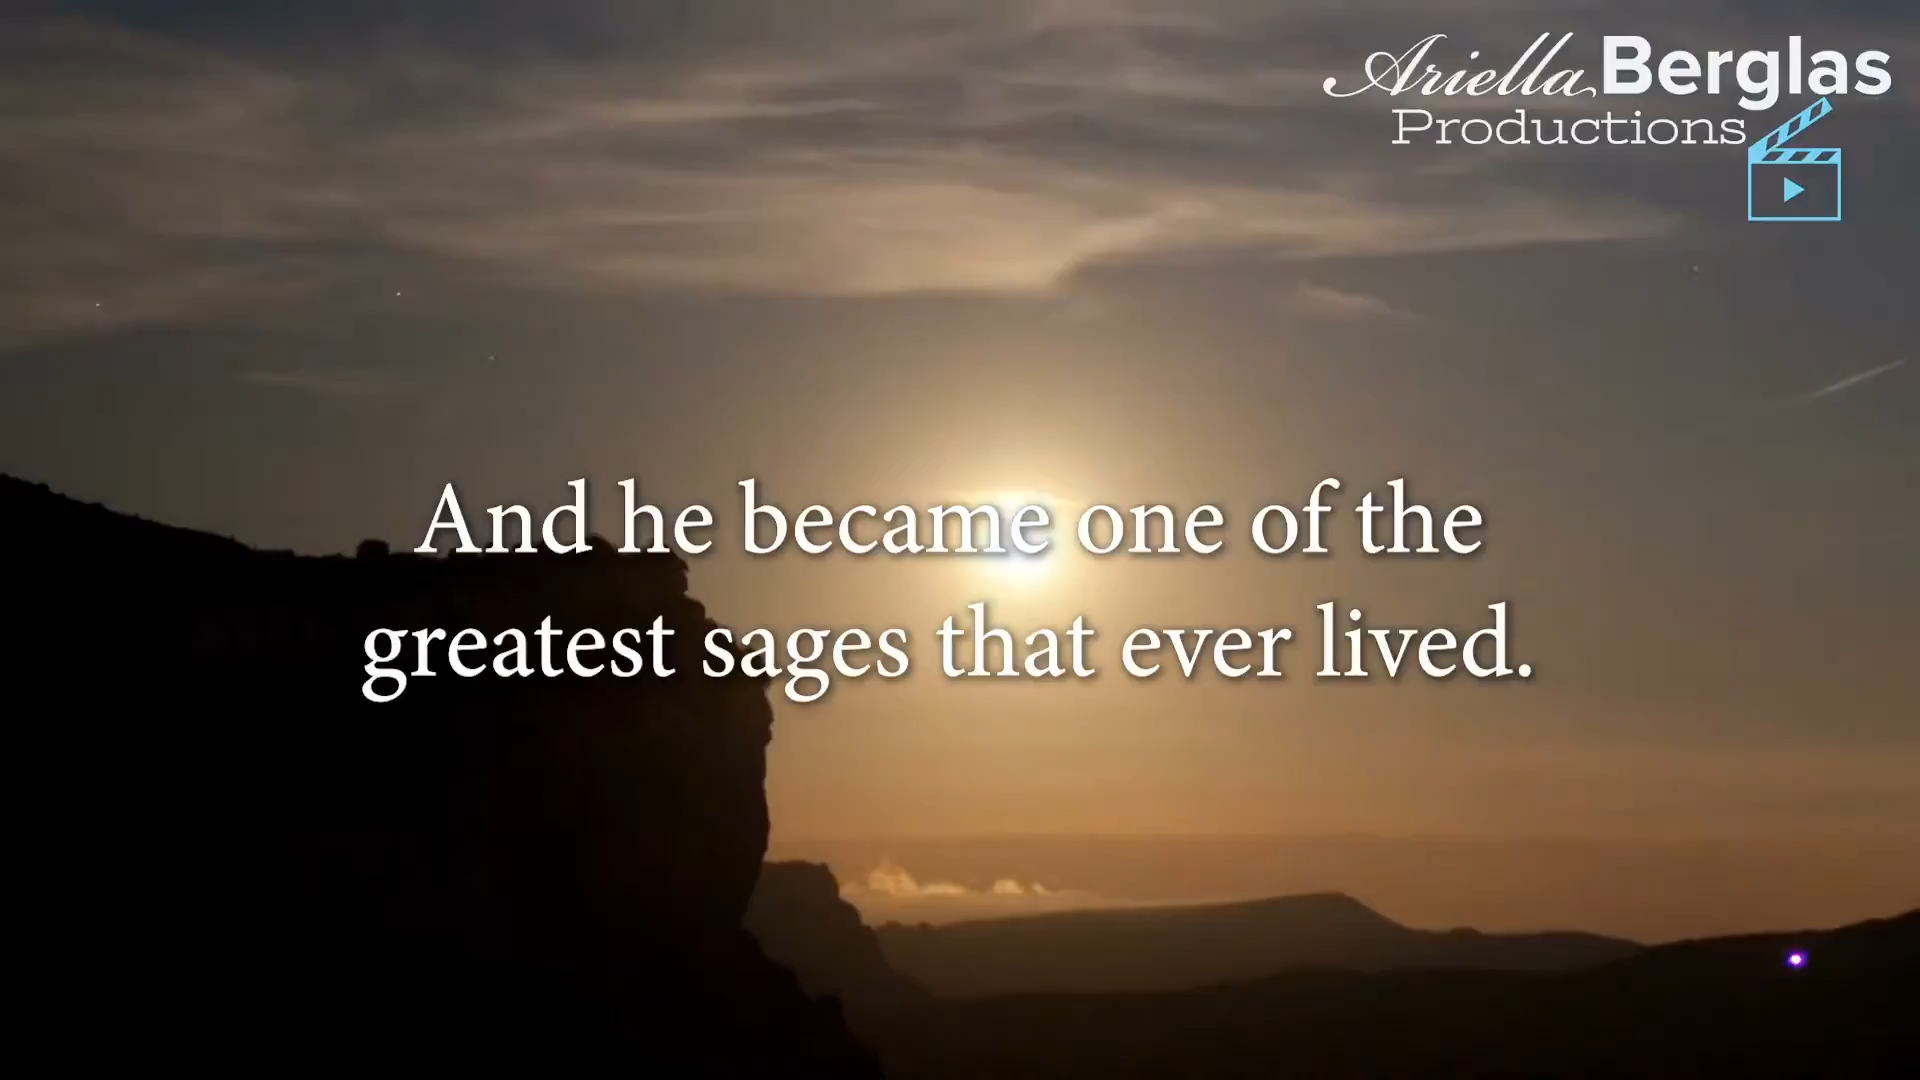 Ariella Berglas
Productions
And he became one of the
greatest sages that ever lived.